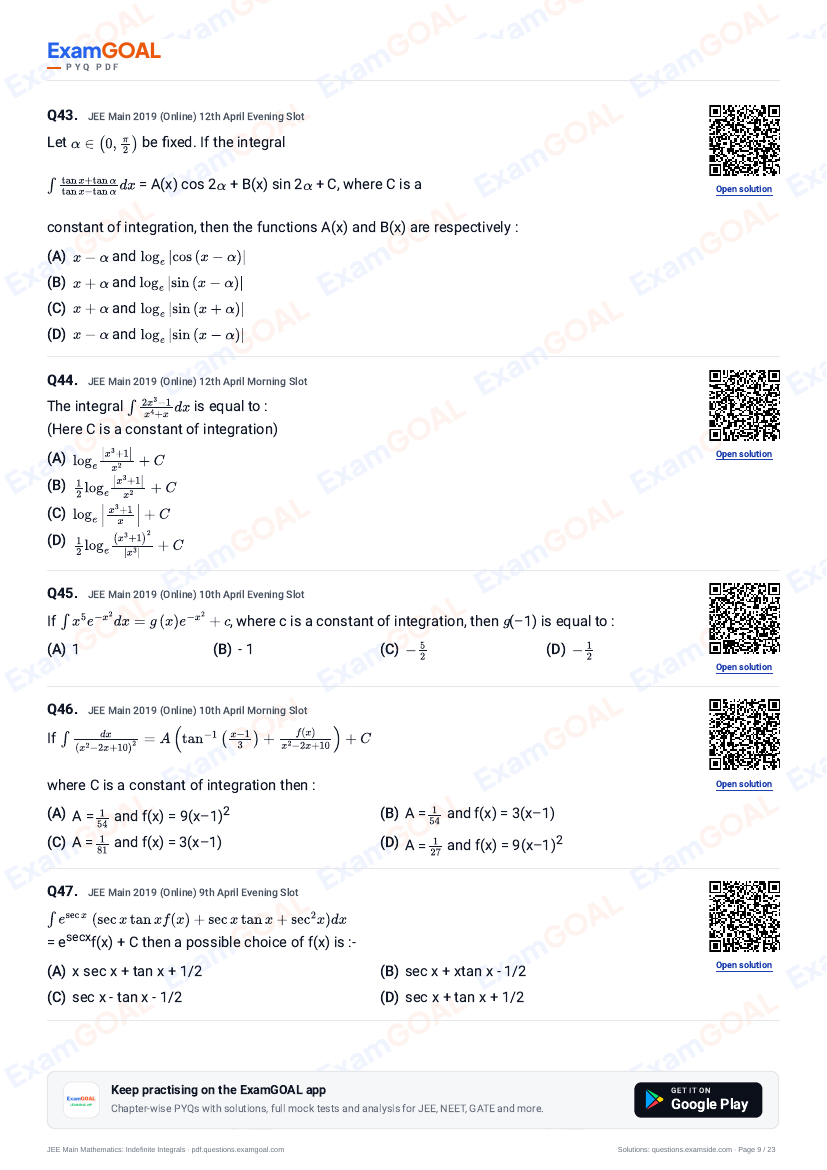 ExamGOAL
PYQ PDF
Q43. JEE Main 2019 (Online) 12th April Evening Slot
Let α ∈ (0, π/2) be fixed. If the integral
∫ (tan x+tan α)/(tan x−tan α) dx = A(x) cos 2α + B(x) sin 2α + C, where C is a
constant of integration, then the functions A(x) and B(x) are respectively :
(A) x − α and logₑ |cos (x − α)|
(B) x + α and logₑ |sin (x − α)|
(C) x + α and logₑ |sin (x + α)|
(D) x − α and logₑ |sin (x − α)|
Open solution
Q44. JEE Main 2019 (Online) 12th April Morning Slot
The integral ∫ (2x³−1)/(x⁴+x) dx is equal to :
(Here C is a constant of integration)
(A) logₑ |x³+1|/x² + C
(B) 1/2 logₑ |x³+1|/x² + C
(C) logₑ |(x³+1)/x| + C
(D) 1/2 logₑ (x³+1)²/|x³| + C
Open solution
Q45. JEE Main 2019 (Online) 10th April Evening Slot
If ∫ x⁵e^(−x²) dx = g (x)e^(−x²) + c, where c is a constant of integration, then g(−1) is equal to :
(A) 1 (B) - 1 (C) −5/2 (D) −1/2
Open solution
Q46. JEE Main 2019 (Online) 10th April Morning Slot
If ∫ dx/(x²−2x+10)² = A (tan⁻¹ ((x−1)/3) + f(x)/(x²−2x+10)) + C
where C is a constant of integration then :
(A) A = 1/54 and f(x) = 9(x−1)² (B) A = 1/54 and f(x) = 3(x−1)
(C) A = 1/81 and f(x) = 3(x−1) (D) A = 1/27 and f(x) = 9(x−1)²
Open solution
Q47. JEE Main 2019 (Online) 9th April Evening Slot
∫ e^(sec x) (sec x tan x f(x) + sec x tan x + sec²x)dx
= e^(secx)f(x) + C then a possible choice of f(x) is :-
(A) x sec x + tan x + 1/2 (B) sec x + xtan x - 1/2
(C) sec x - tan x - 1/2 (D) sec x + tan x + 1/2
Open solution
Keep practising on the ExamGOAL app
Chapter-wise PYQs with solutions, full mock tests and analysis for JEE, NEET, GATE and more.
GET IT ON
Google Play
JEE Main Mathematics: Indefinite Integrals · pdf.questions.examgoal.com Solutions: questions.examside.com · Page 9 / 23